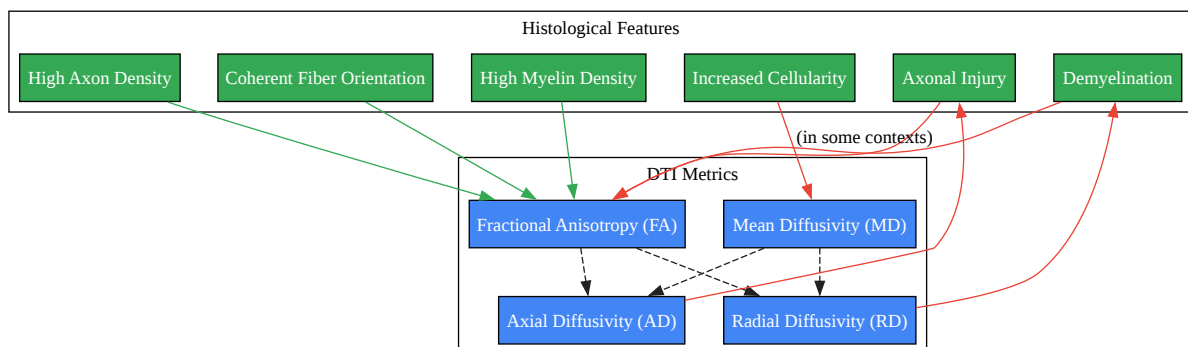 Histological Features
High Axon Density
Coherent Fiber Orientation
High Myelin Density
Increased Cellularity
Axonal Injury
Demyelination
(in some contexts)
DTI Metrics
Fractional Anisotropy (FA)
Mean Diffusivity (MD)
Axial Diffusivity (AD)
Radial Diffusivity (RD)